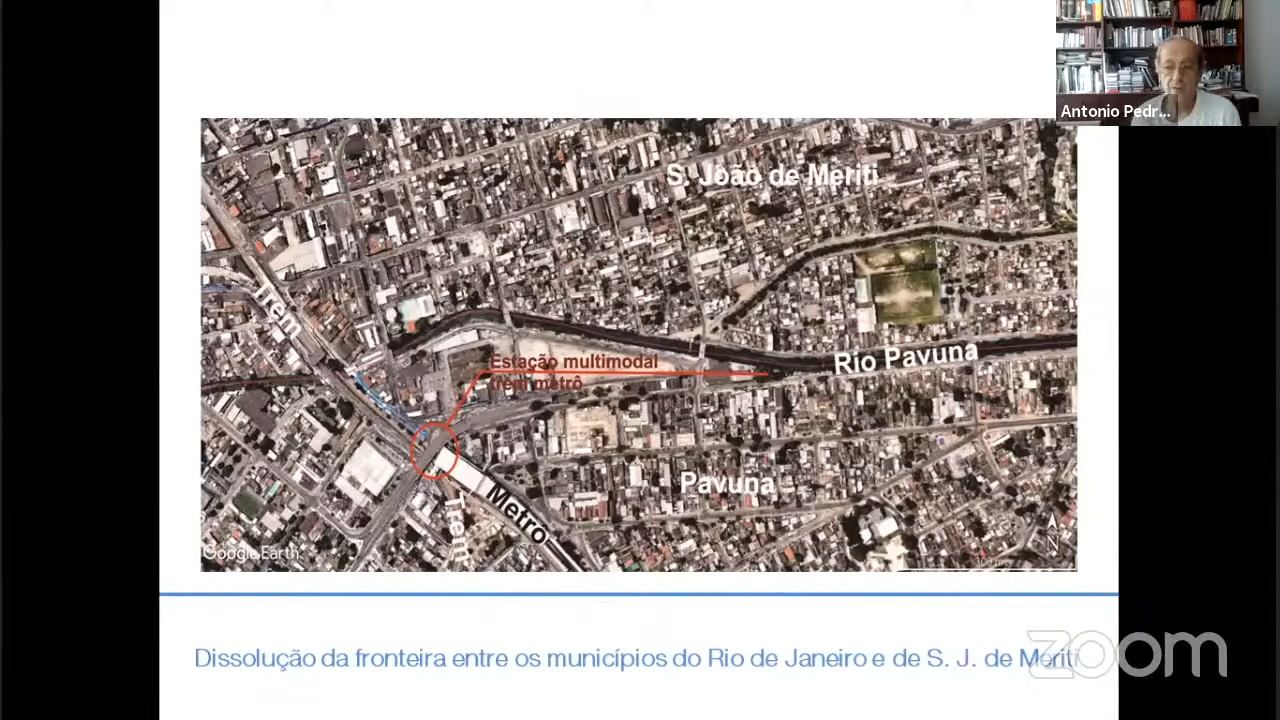 Antonio Pedr...
S. João de Meriti
Trem
Rio Pavuna
Estação multimodal
trem metrô
Pavuna
Metro
Trem
N
Google Earth
Dissolução da fronteira entre os municípios do Rio de Janeiro e de S. J. de Meriti
zoom